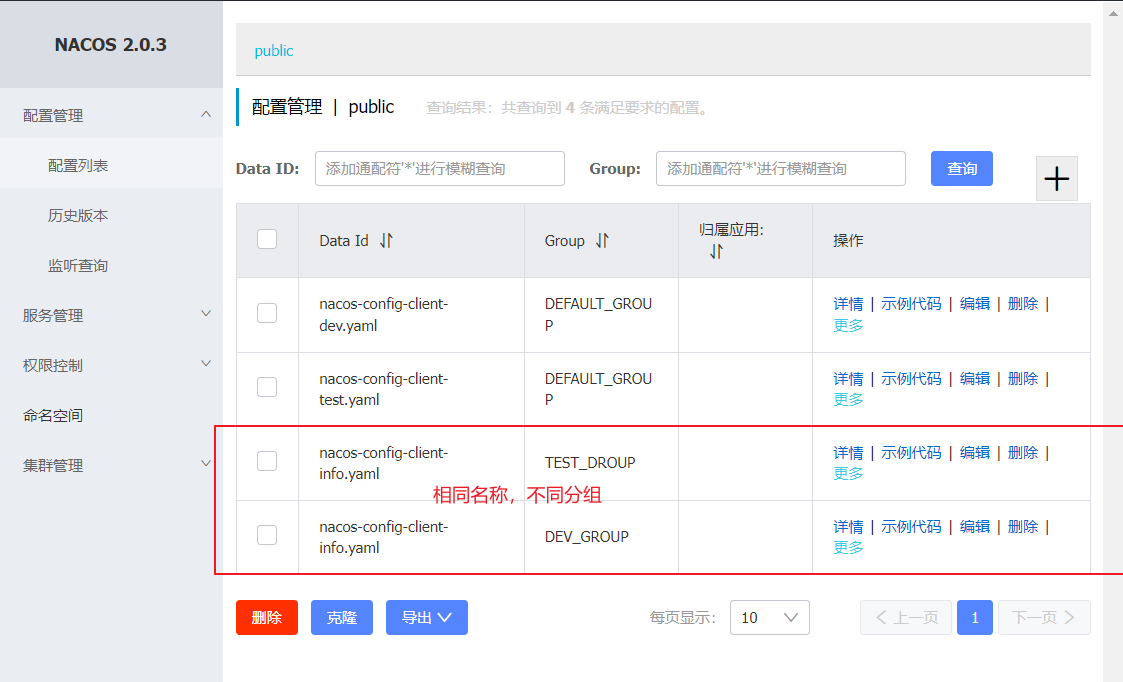 NACOS 2.0.3
配置管理
配置列表
历史版本
监听查询
服务管理
权限控制
命名空间
集群管理
public
配置管理 | public 查询结果：共查询到 4 条满足要求的配置。
Data ID: 添加通配符'*'进行模糊查询 Group: 添加通配符'*'进行模糊查询 查询
Data Id Group 归属应用: 操作
nacos-config-client-
dev.yaml
DEFAULT_GROU
P
详情 | 示例代码 | 编辑 | 删除 |
更多
nacos-config-client-
test.yaml
DEFAULT_GROU
P
详情 | 示例代码 | 编辑 | 删除 |
更多
nacos-config-client-
info.yaml
TEST_DROUP
详情 | 示例代码 | 编辑 | 删除 |
更多
相同名称，不同分组
nacos-config-client-
info.yaml
DEV_GROUP
详情 | 示例代码 | 编辑 | 删除 |
更多
删除 克隆 导出 每页显示： 10 上一页 1 下一页